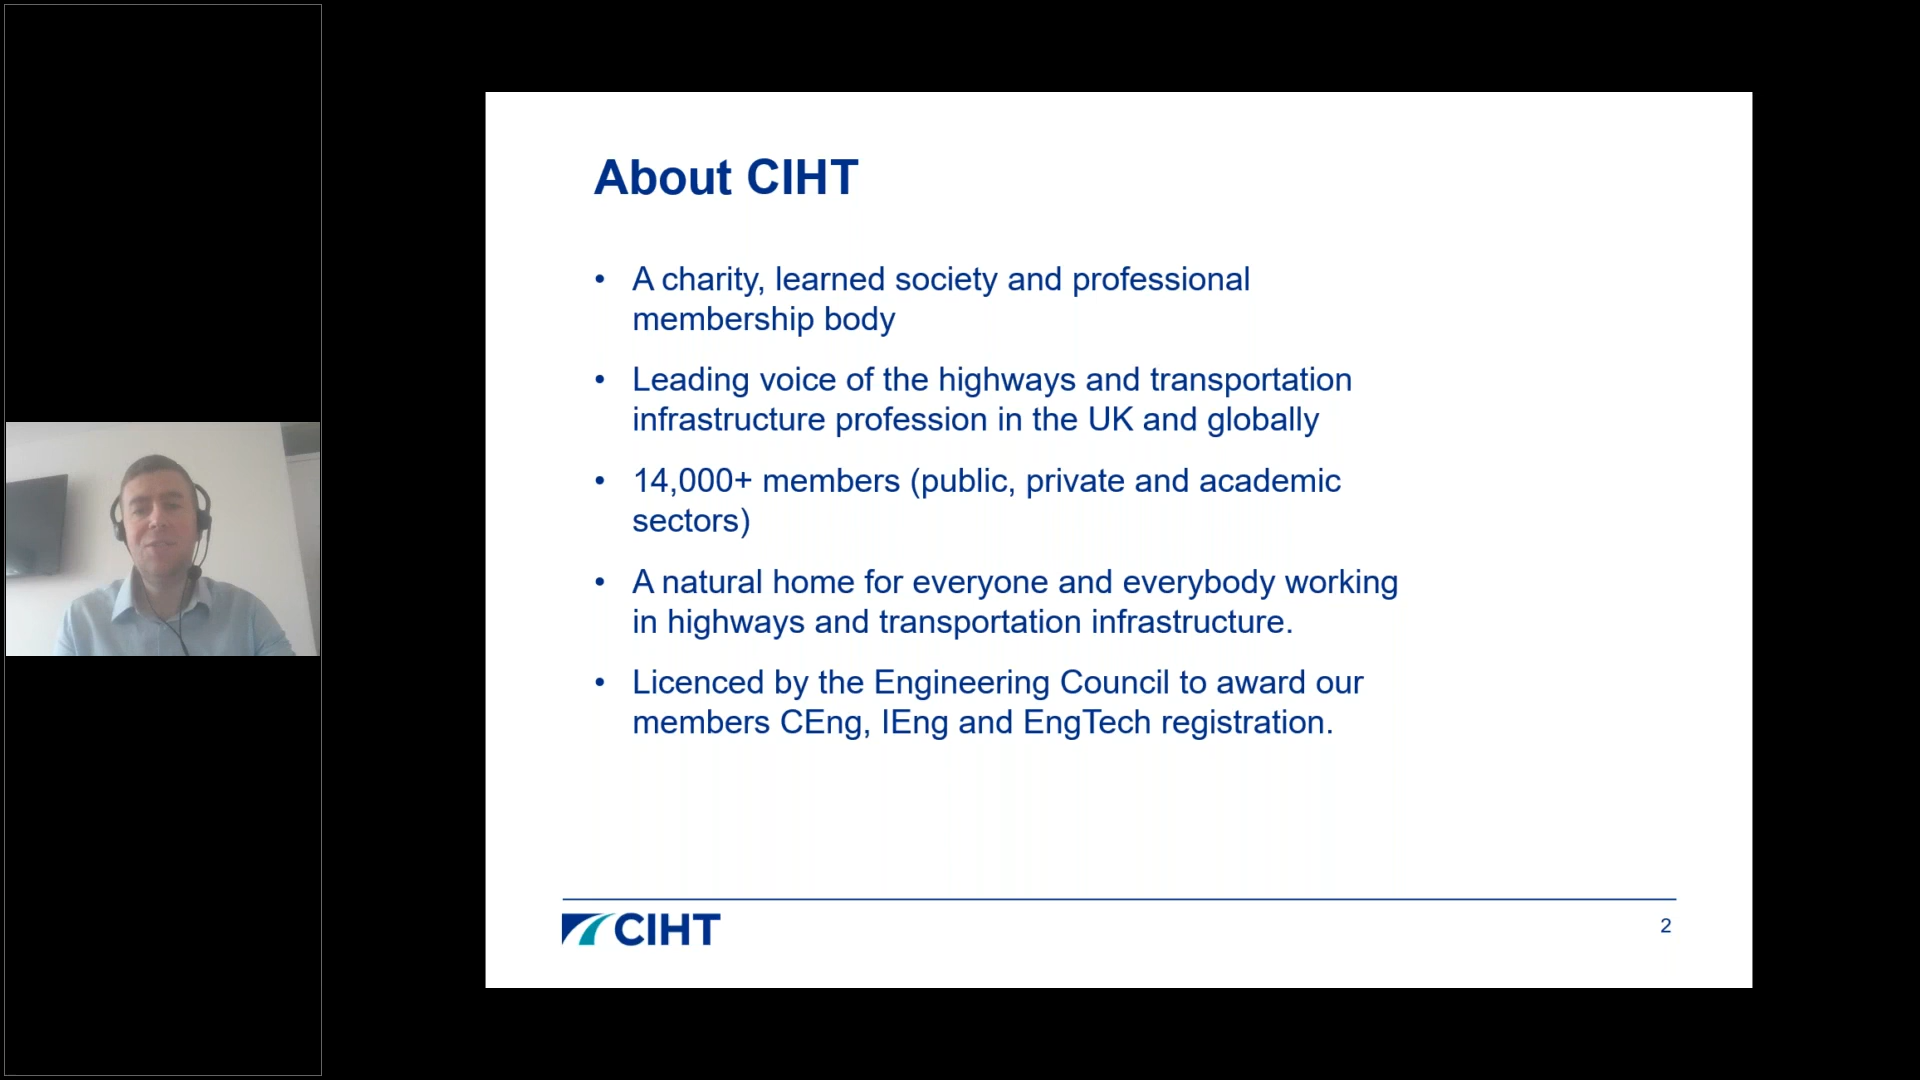 About CIHT
• A charity, learned society and professional
membership body
• Leading voice of the highways and transportation
infrastructure profession in the UK and globally
• 14,000+ members (public, private and academic
sectors)
• A natural home for everyone and everybody working
in highways and transportation infrastructure.
• Licenced by the Engineering Council to award our
members CEng, IEng and EngTech registration.
CIHT
2